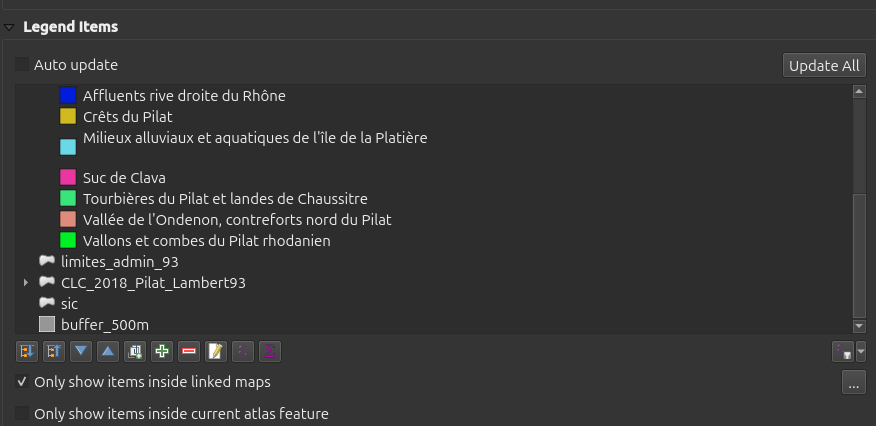 Legend Items
Auto update
Update All
Affluents rive droite du Rhône
Crêts du Pilat
Milieux alluviaux et aquatiques de l'île de la Platière
Suc de Clava
Tourbières du Pilat et landes de Chaussitre
Vallée de l'Ondenon, contreforts nord du Pilat
Vallons et combes du Pilat rhodanien
limites_admin_93
CLC_2018_Pilat_Lambert93
sic
buffer_500m
Only show items inside linked maps
...
Only show items inside current atlas feature